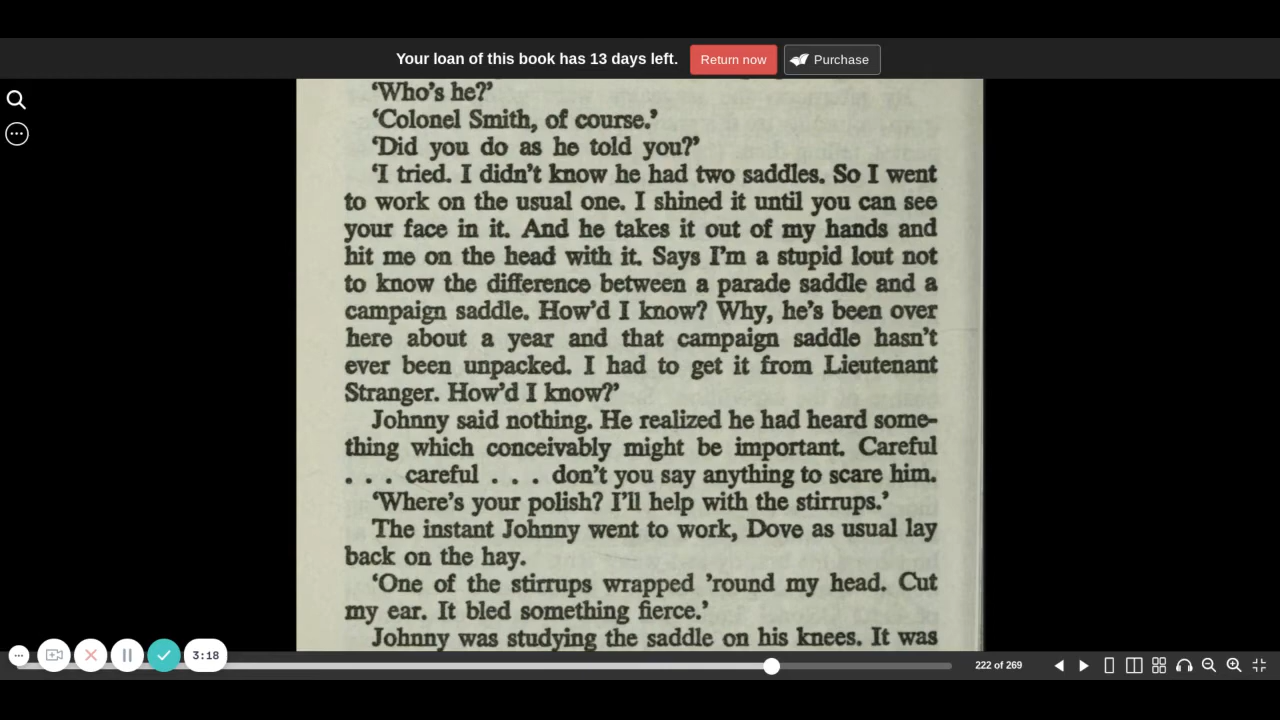 Your loan of this book has 13 days left.
Return now
Purchase
‘Who’s he?’
‘Colonel Smith, of course.’
‘Did you do as he told you?’
‘I tried. I didn’t know he had two saddles. So I went
to work on the usual one. I shined it until you can see
your face in it. And he takes it out of my hands and
hit me on the head with it. Says I’m a stupid lout not
to know the difference between a parade saddle and a
campaign saddle. How’d I know? Why, he’s been over
here about a year and that campaign saddle hasn’t
ever been unpacked. I had to get it from Lieutenant
Stranger. How’d I know?’
Johnny said nothing. He realized he had heard some-
thing which conceivably might be important. Careful
. . . careful . . . don’t you say anything to scare him.
‘Where’s your polish? I’ll help with the stirrups.’
The instant Johnny went to work, Dove as usual lay
back on the hay.
‘One of the stirrups wrapped ’round my head. Cut
my ear. It bled something fierce.’
Johnny was studying the saddle on his knees. It was
3:18
222 of 269